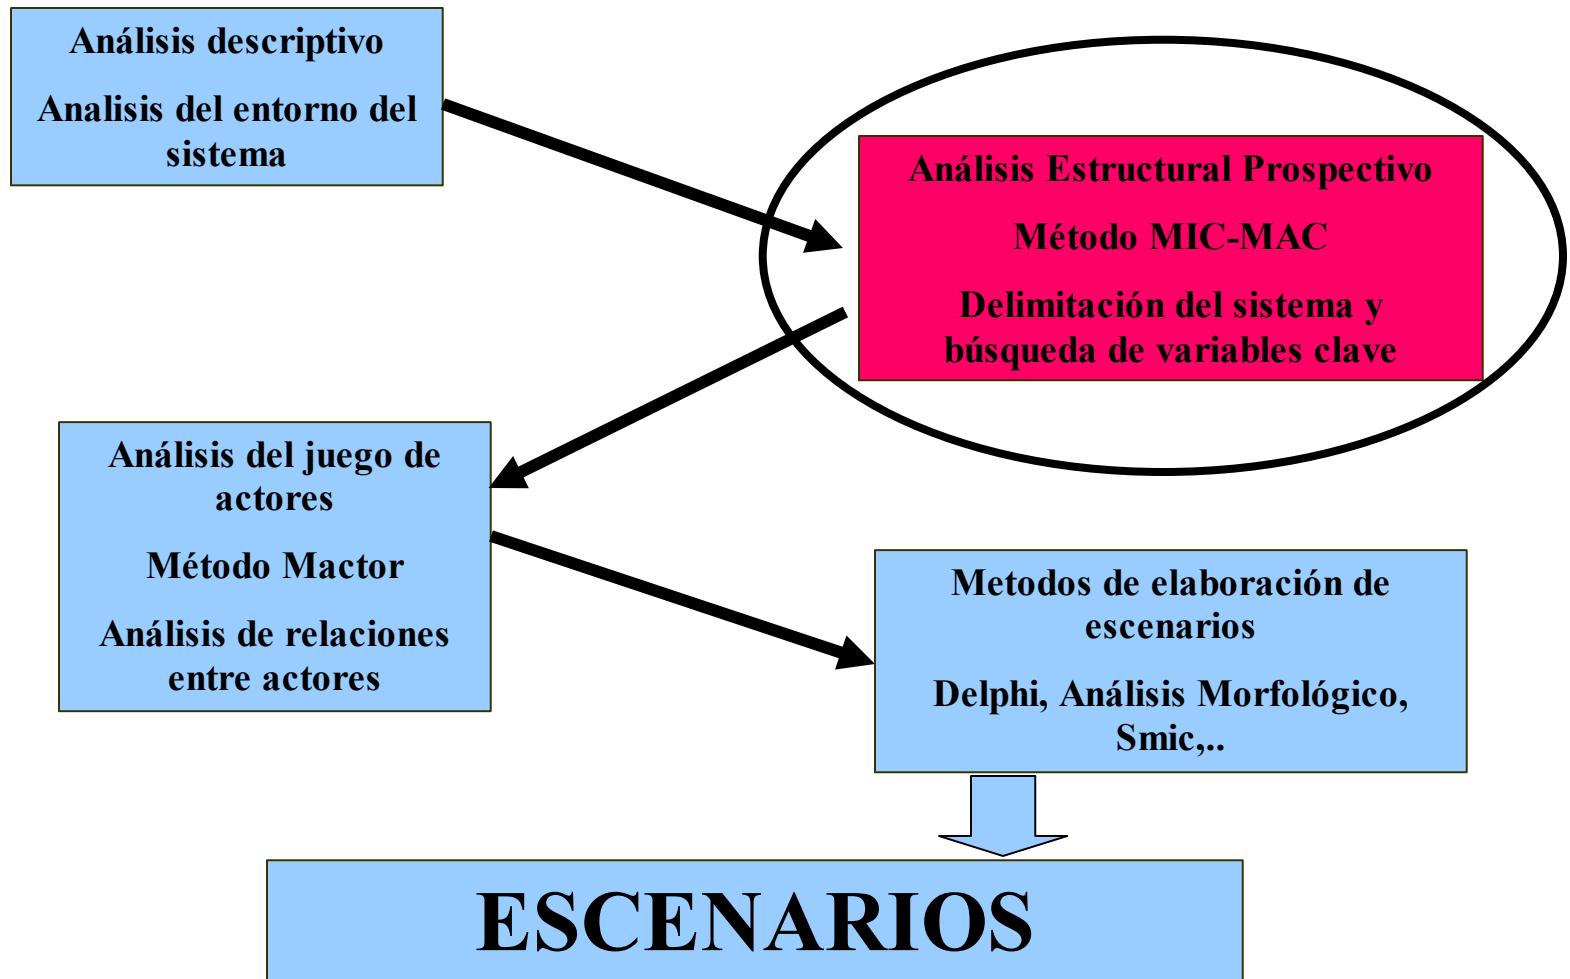 Análisis descriptivo
Analisis del entorno del
sistema
Análisis Estructural Prospectivo
Método MIC-MAC
Delimitación del sistema y
búsqueda de variables clave
Análisis del juego de
actores
Método Mactor
Análisis de relaciones
entre actores
Metodos de elaboración de
escenarios
Delphi, Análisis Morfológico,
Smic,..
ESCENARIOS